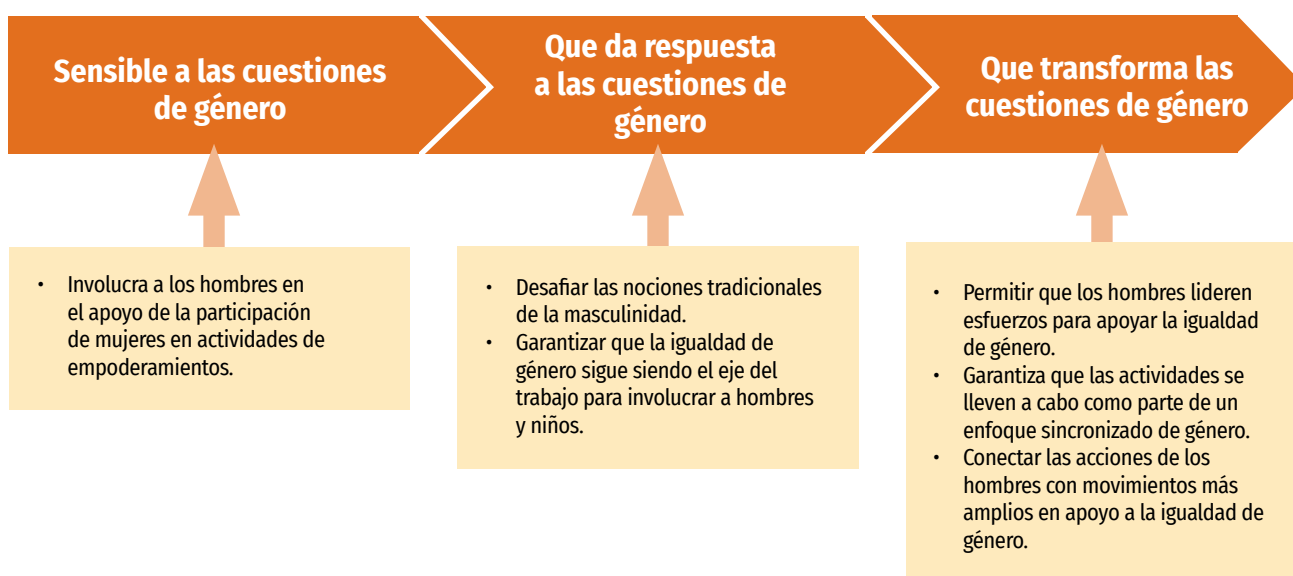 Sensible a las cuestiones
de género
Que da respuesta
a las cuestiones de
género
Que transforma las
cuestiones de género
• Involucra a los hombres en
el apoyo de la participación
de mujeres en actividades de
empoderamientos.
• Desafiar las nociones tradicionales
de la masculinidad.
• Garantizar que la igualdad de
género sigue siendo el eje del
trabajo para involucrar a hombres
y niños.
• Permitir que los hombres lideren
esfuerzos para apoyar la igualdad
de género.
• Garantiza que las actividades se
lleven a cabo como parte de un
enfoque sincronizado de género.
• Conectar las acciones de los
hombres con movimientos más
amplios en apoyo a la igualdad de
género.